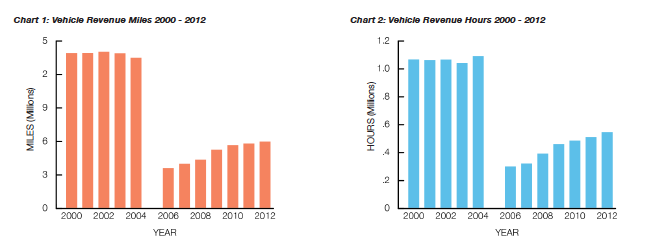 Chart 1: Vehicle Revenue Miles 2000 - 2012
5
2
9
6
3
0
MILES (Millions)
2000 2002 2004 2006 2008 2010 2012
YEAR
Chart 2: Vehicle Revenue Hours 2000 - 2012
1.2
1.0
.8
.6
.4
.2
0
HOURS (Millions)
2000 2002 2004 2006 2008 2010 2012
YEAR